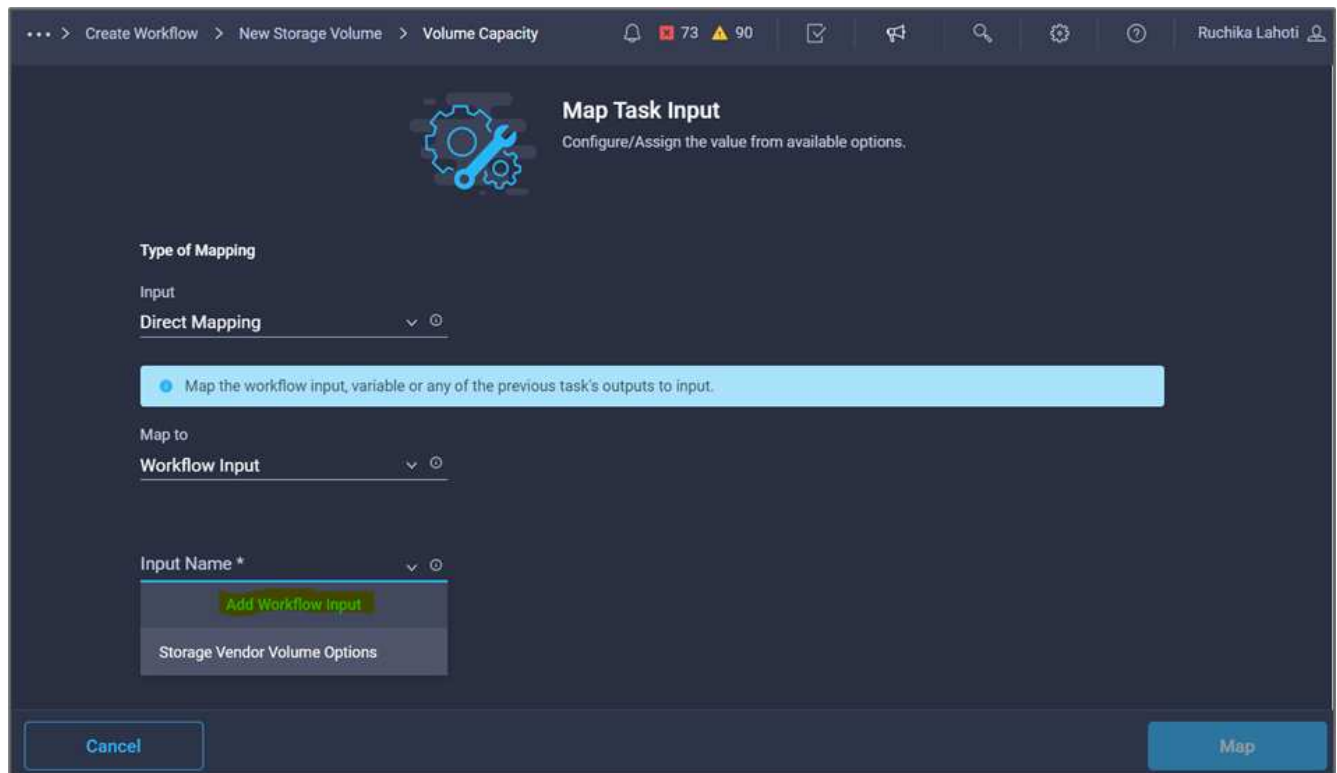 ••• > Create Workflow > New Storage Volume > Volume Capacity 73 90 Ruchika Lahoti
Map Task Input
Configure/Assign the value from available options.
Type of Mapping
Input
Direct Mapping
Map the workflow input, variable or any of the previous task's outputs to input.
Map to
Workflow Input
Input Name *
Add Workflow Input
Storage Vendor Volume Options
Cancel Map